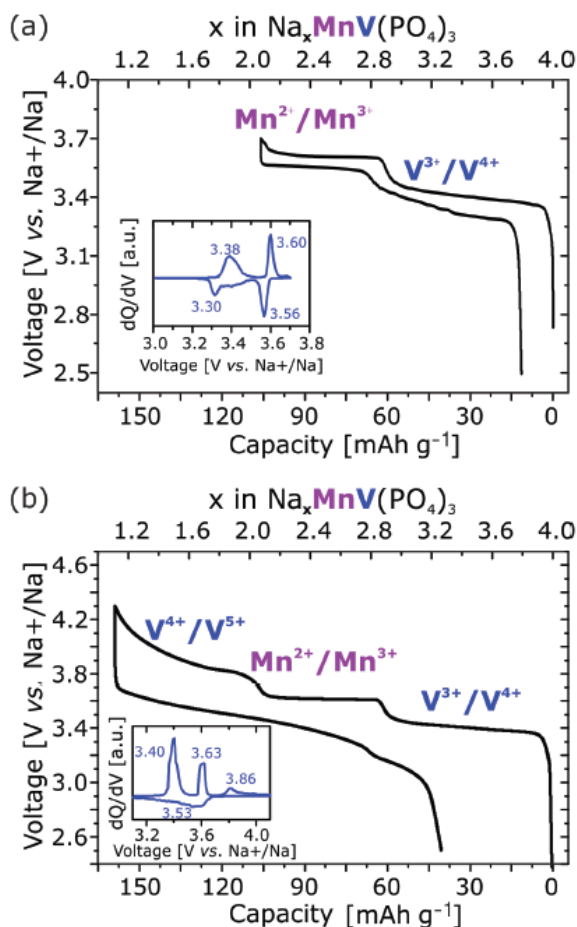 (a)
x in NaₓMnV(PO₄)₃
2.0 2.4 2.8 3.2 3.6 4.0
4.0
3.7
3.4
3.1
2.8
2.5
Voltage [V vs. Na+/Na]
Mn²⁺/Mn³⁺
V³⁺/V⁴⁺
3.38
3.60
3.30
3.56
dQ/dV [a.u.]
3.0 3.2 3.4 3.6 3.8
Voltage [V vs. Na+/Na]
150 120 90 60 30 0
Capacity [mAh g⁻¹]
(b)
x in NaₓMnV(PO₄)₃
1.2 1.6 2.0 2.4 2.8 3.2 3.6 4.0
4.6
4.2
3.8
3.4
3.0
2.6
Voltage [V vs. Na+/Na]
V⁴⁺/V⁵⁺
Mn²⁺/Mn³⁺
V³⁺/V⁴⁺
3.40
3.63
3.86
3.53
dQ/dV [a.u.]
3.2 3.6 4.0
Voltage [V vs. Na+/Na]
150 120 90 60 30 0
Capacity [mAh g⁻¹]